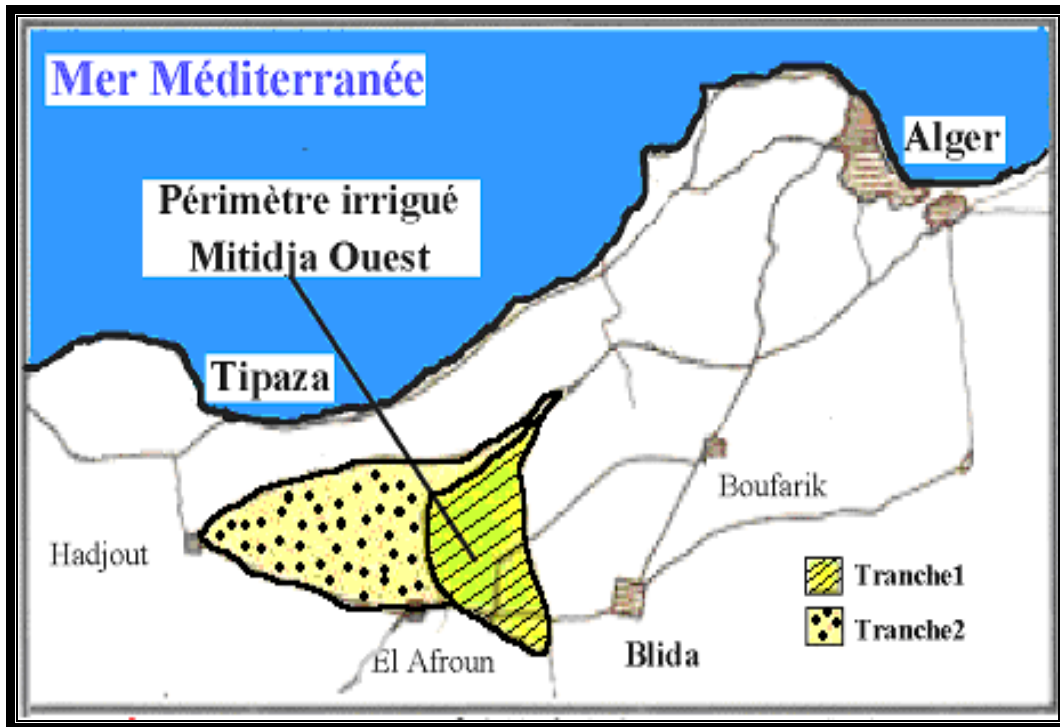 Mer Méditerranée
Alger
Périmètre irrigué
Mitidja Ouest
Tipaza
Boufarik
Hadjout
Tranche1
Tranche2
El Afroun
Blida